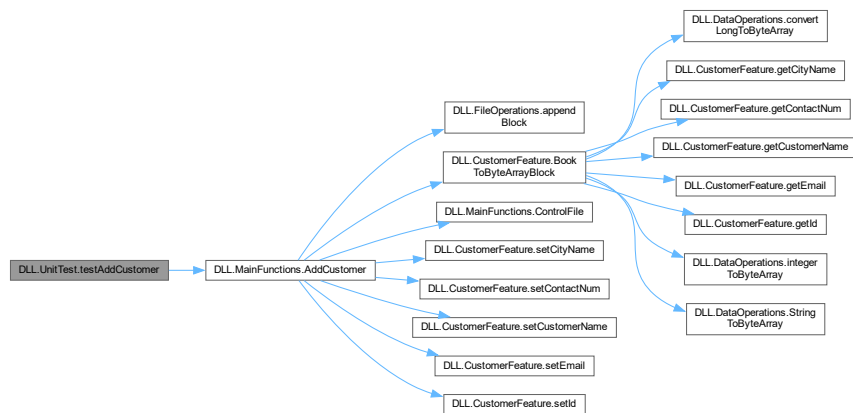 DLL.UnitTest.testAddCustomer
DLL.MainFunctions.AddCustomer
DLL.FileOperations.append
Block
DLL.CustomerFeature.Book
ToByteArrayBlock
DLL.MainFunctions.ControlFile
DLL.CustomerFeature.setCityName
DLL.CustomerFeature.setContactNum
DLL.CustomerFeature.setCustomerName
DLL.CustomerFeature.setEmail
DLL.CustomerFeature.setId
DLL.DataOperations.convert
LongToByteArray
DLL.CustomerFeature.getCityName
DLL.CustomerFeature.getContactNum
DLL.CustomerFeature.getCustomerName
DLL.CustomerFeature.getEmail
DLL.CustomerFeature.getId
DLL.DataOperations.integer
ToByteArray
DLL.DataOperations.String
ToByteArray